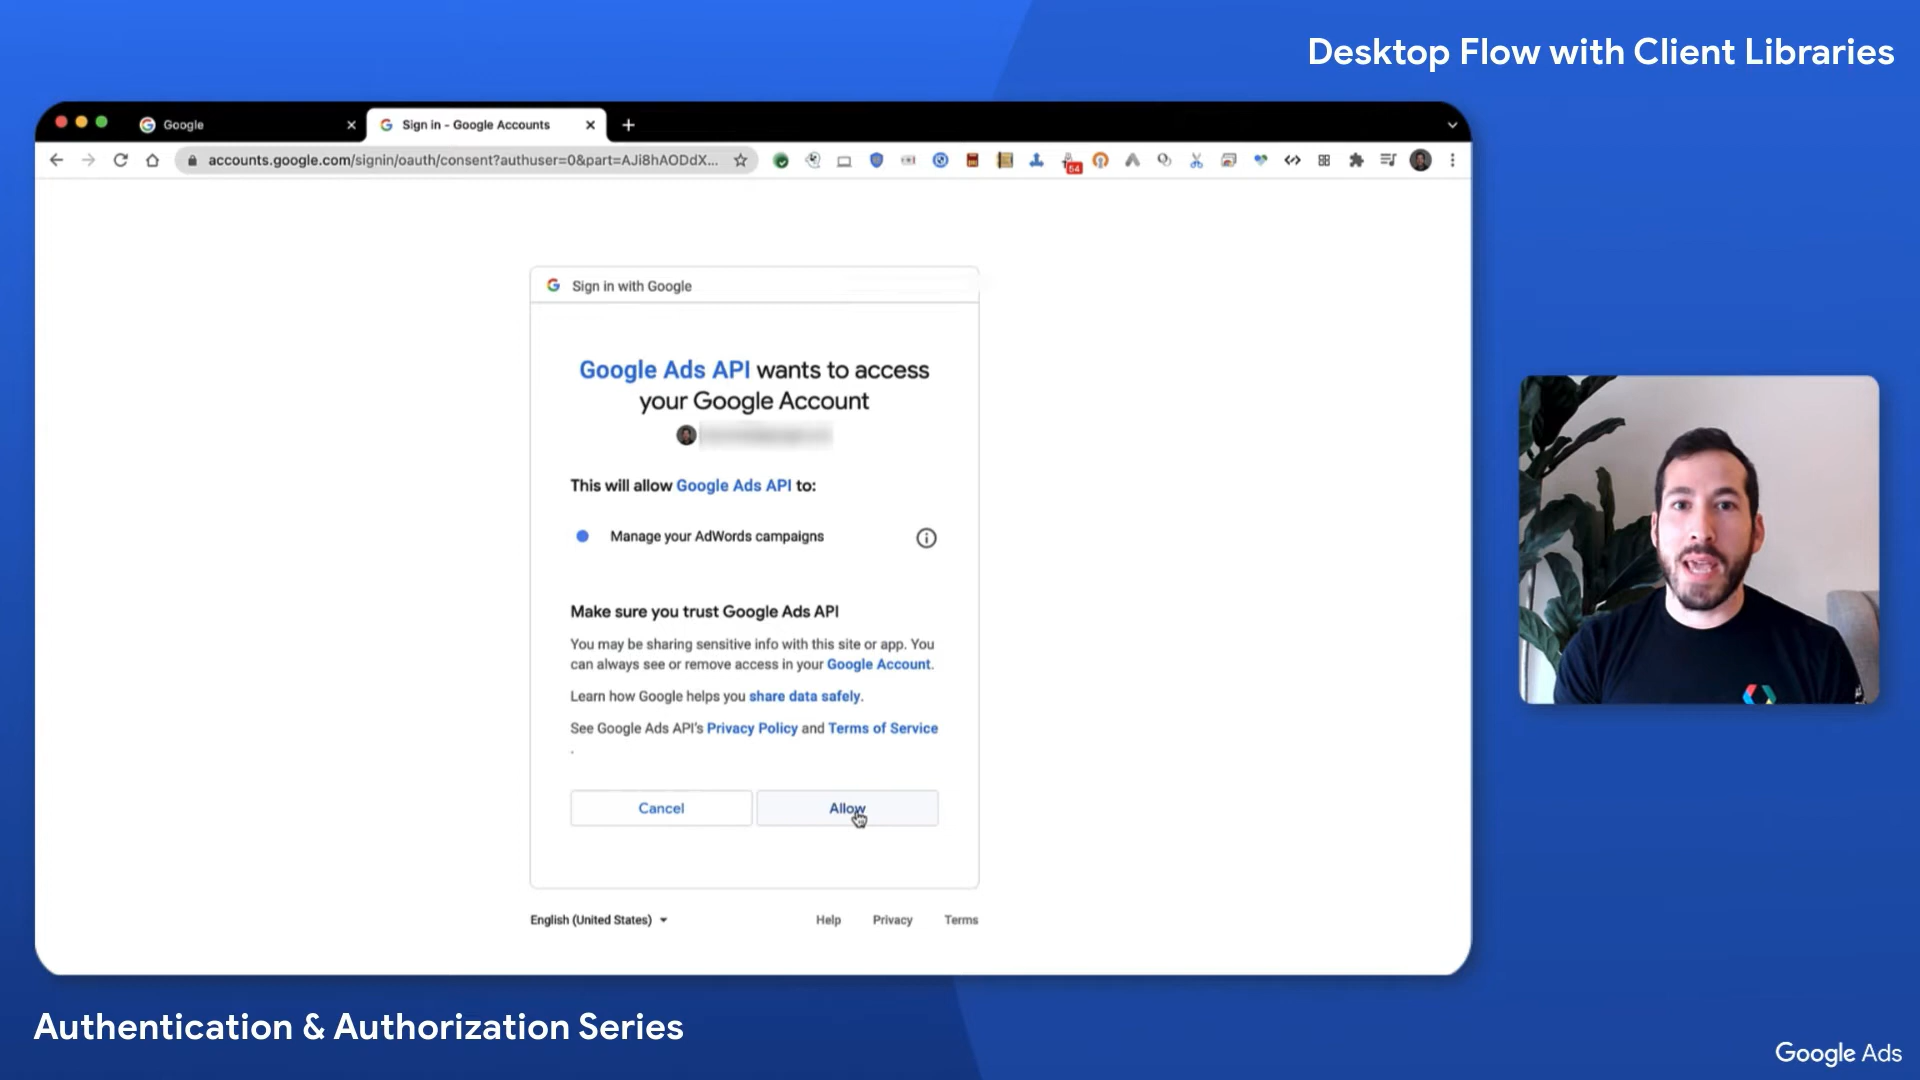 Desktop Flow with Client Libraries
Google
Sign in - Google Accounts
accounts.google.com/signin/oauth/consent?authuser=0&part=AJi8hAODdX...
64
Sign in with Google
Google Ads API wants to access
your Google Account
This will allow Google Ads API to:
Manage your AdWords campaigns
Make sure you trust Google Ads API
You may be sharing sensitive info with this site or app. You
can always see or remove access in your Google Account.
Learn how Google helps you share data safely.
See Google Ads API's Privacy Policy and Terms of Service
.
Cancel
Allow
English (United States)
Help
Privacy
Terms
Authentication & Authorization Series
Google Ads